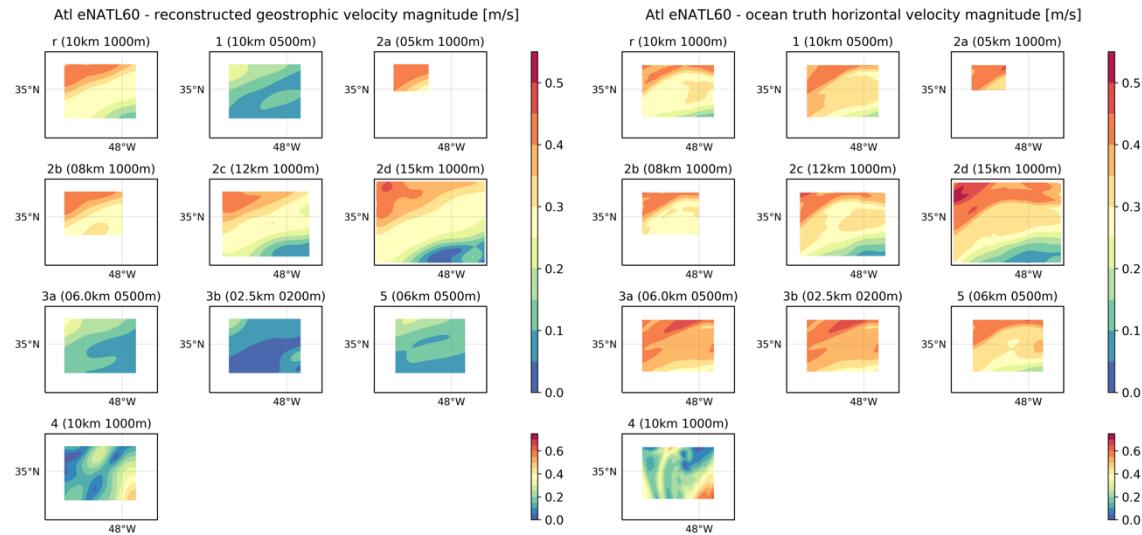 Atl eNATL60 - reconstructed geostrophic velocity magnitude [m/s]
r (10km 1000m)
1 (10km 0500m)
2a (05km 1000m)
35°N
35°N
35°N
48°W
48°W
48°W
2b (08km 1000m)
2c (12km 1000m)
2d (15km 1000m)
35°N
35°N
35°N
48°W
48°W
48°W
3a (06.0km 0500m)
3b (02.5km 0200m)
5 (06km 0500m)
35°N
35°N
35°N
48°W
48°W
48°W
0.5
0.4
0.3
0.2
0.1
0.0
4 (10km 1000m)
35°N
48°W
0.6
0.4
0.2
0.0
Atl eNATL60 - ocean truth horizontal velocity magnitude [m/s]
r (10km 1000m)
1 (10km 0500m)
2a (05km 1000m)
35°N
35°N
35°N
48°W
48°W
48°W
2b (08km 1000m)
2c (12km 1000m)
2d (15km 1000m)
35°N
35°N
35°N
48°W
48°W
48°W
3a (06.0km 0500m)
3b (02.5km 0200m)
5 (06km 0500m)
35°N
35°N
35°N
48°W
48°W
48°W
0.5
0.4
0.3
0.2
0.1
0.0
4 (10km 1000m)
35°N
48°W
0.6
0.4
0.2
0.0